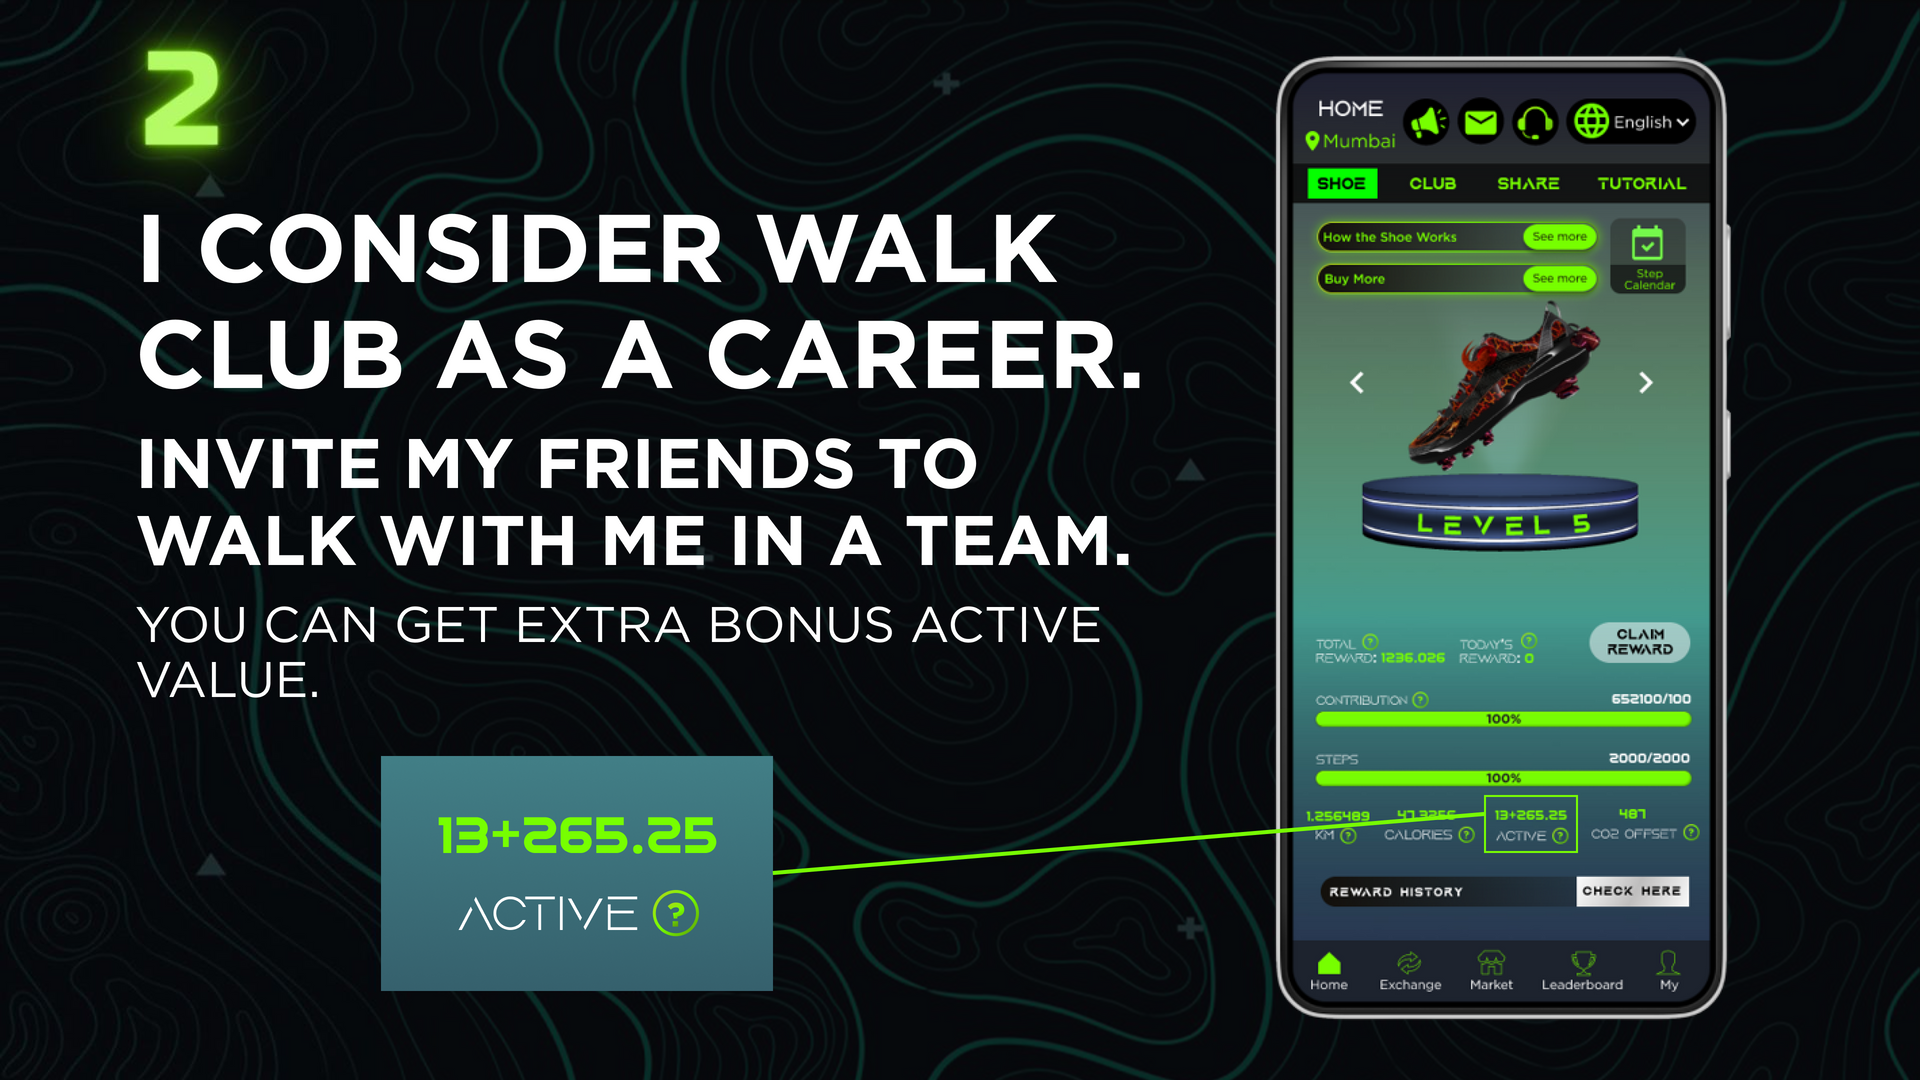 2
I CONSIDER WALK
CLUB AS A CAREER.
INVITE MY FRIENDS TO
WALK WITH ME IN A TEAM.
YOU CAN GET EXTRA BONUS ACTIVE
VALUE.
13+265.25
ACTIVE ?
HOME
Mumbai
English
SHOE CLUB SHARE TUTORIAL
How the Shoe Works See more
Buy More See more
Step
Calendar
LEVEL 5
TOTAL ?
REWARD: 1236.026
TODAY'S ?
REWARD: 0
CLAIM
REWARD
CONTRIBUTION ? 652100/100
100%
STEPS 2000/2000
100%
1.256489 47.3256 13+265.25 487
KM ? CALORIES ? ACTIVE ? CO2 OFFSET ?
REWARD HISTORY CHECK HERE
Home Exchange Market Leaderboard My